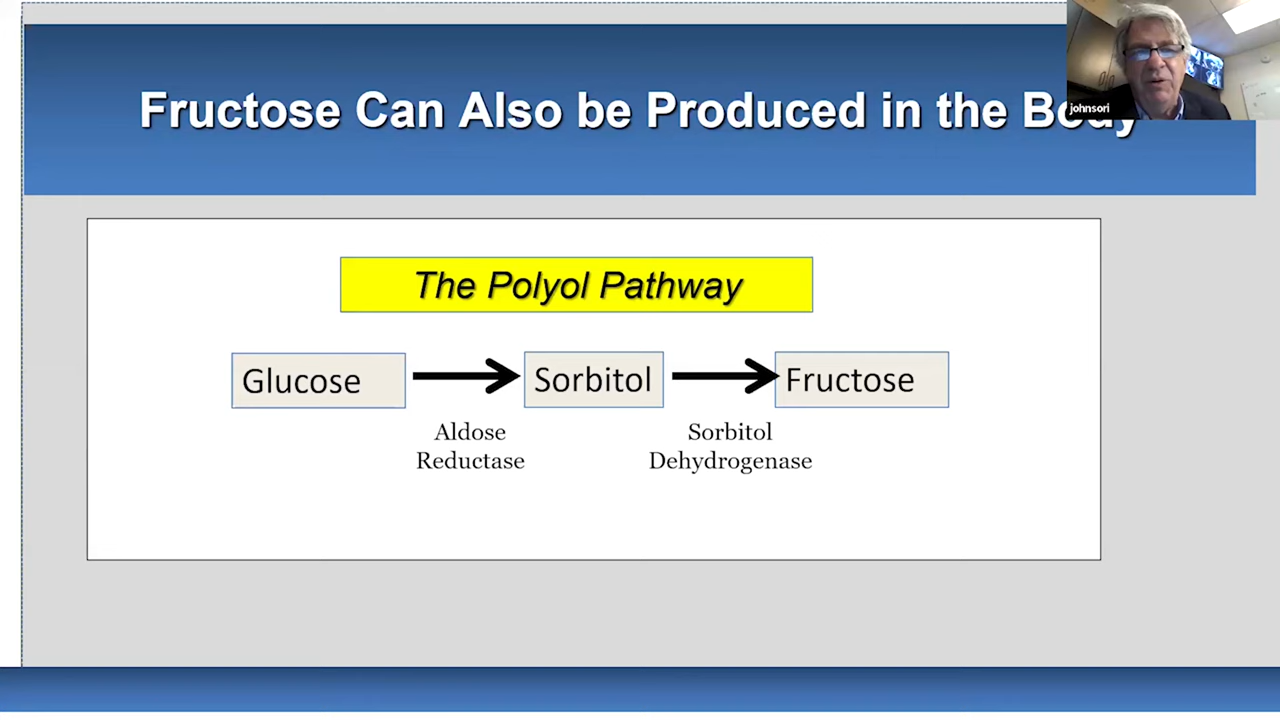 Fructose Can Also be Produced in the Body
johnsori
The Polyol Pathway
Glucose
Sorbitol
Fructose
Aldose
Reductase
Sorbitol
Dehydrogenase